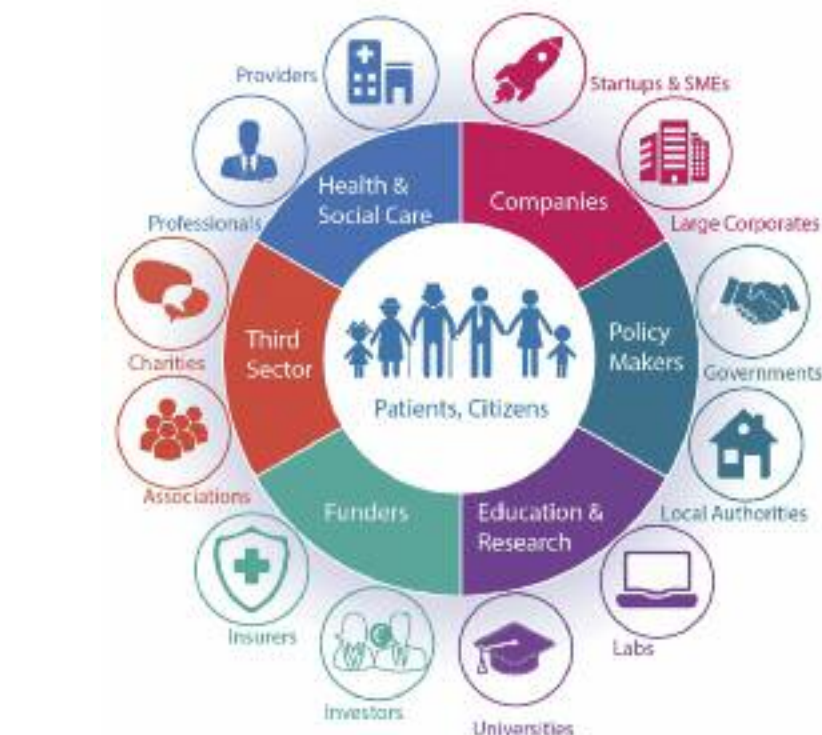 Providers
Startups & SMEs
Professionals
Health &
Social Care
Companies
Large Corporates
Charities
Third
Sector
Policy
Makers
Governments
Patients, Citizens
Associations
Funders
Education &
Research
Local Authorities
Insurers
Labs
Investors
Universities